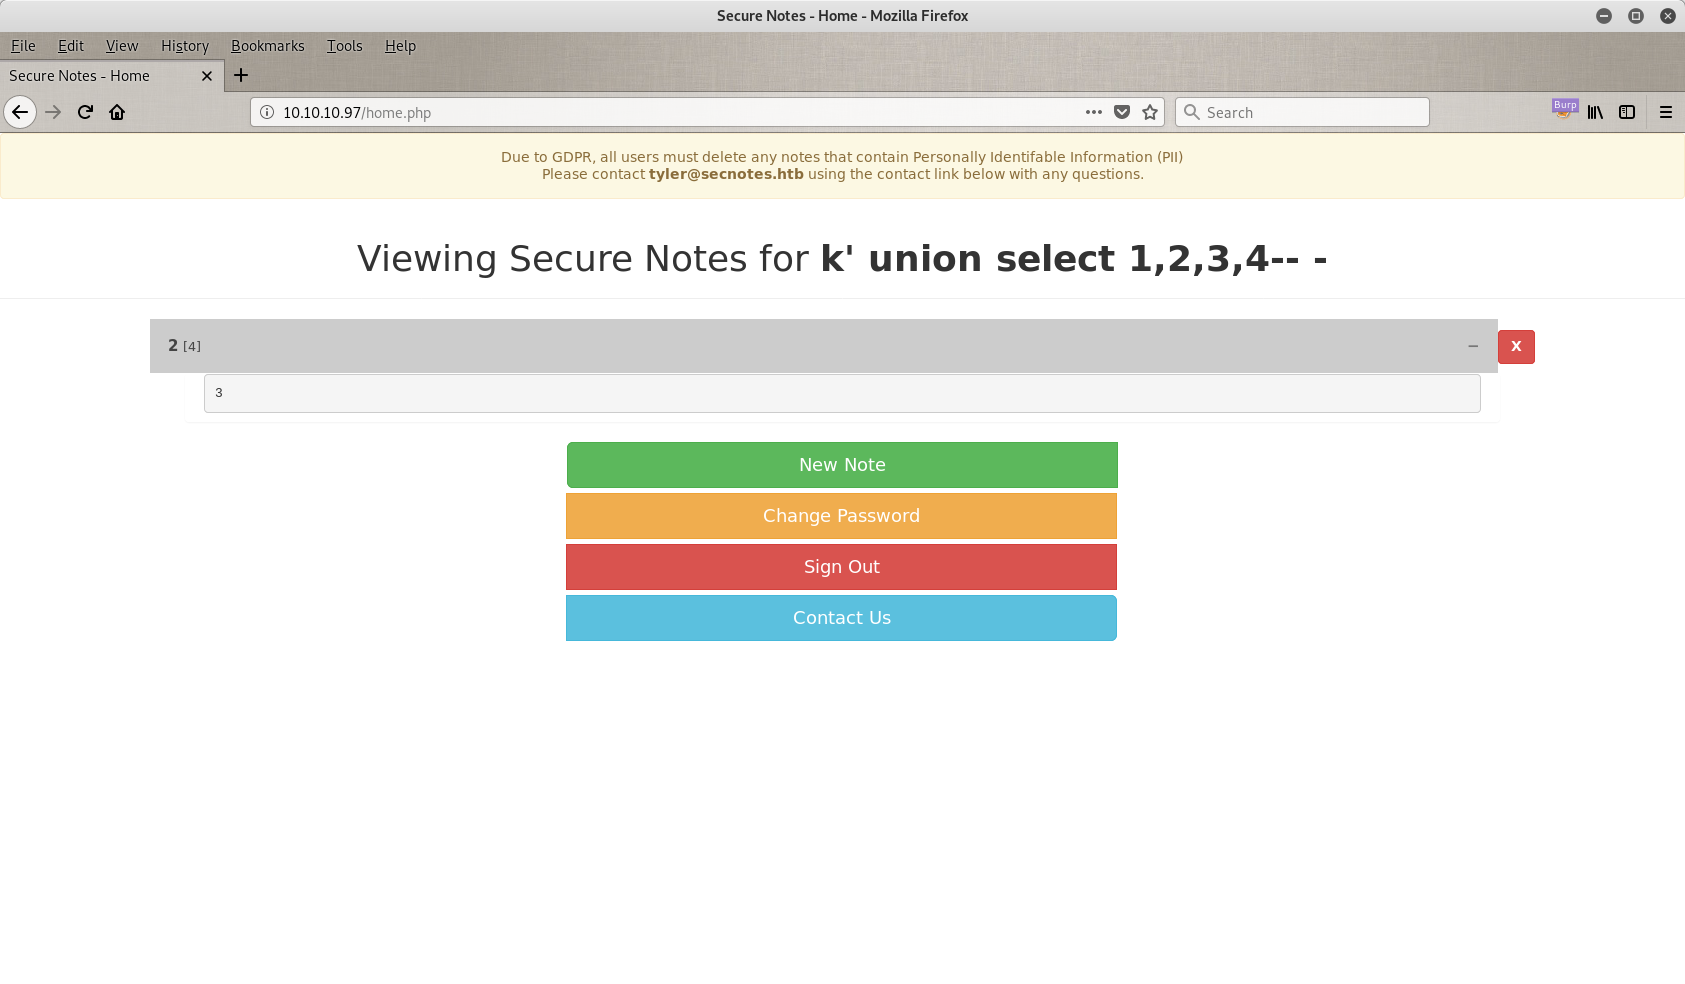 Secure Notes - Home - Mozilla Firefox
File Edit View History Bookmarks Tools Help
Secure Notes - Home
10.10.10.97/home.php
Search
Burp
Due to GDPR, all users must delete any notes that contain Personally Identifable Information (PII)
Please contact tyler@secnotes.htb using the contact link below with any questions.
Viewing Secure Notes for k' union select 1,2,3,4-- -
2 [4] −
X
3
New Note
Change Password
Sign Out
Contact Us